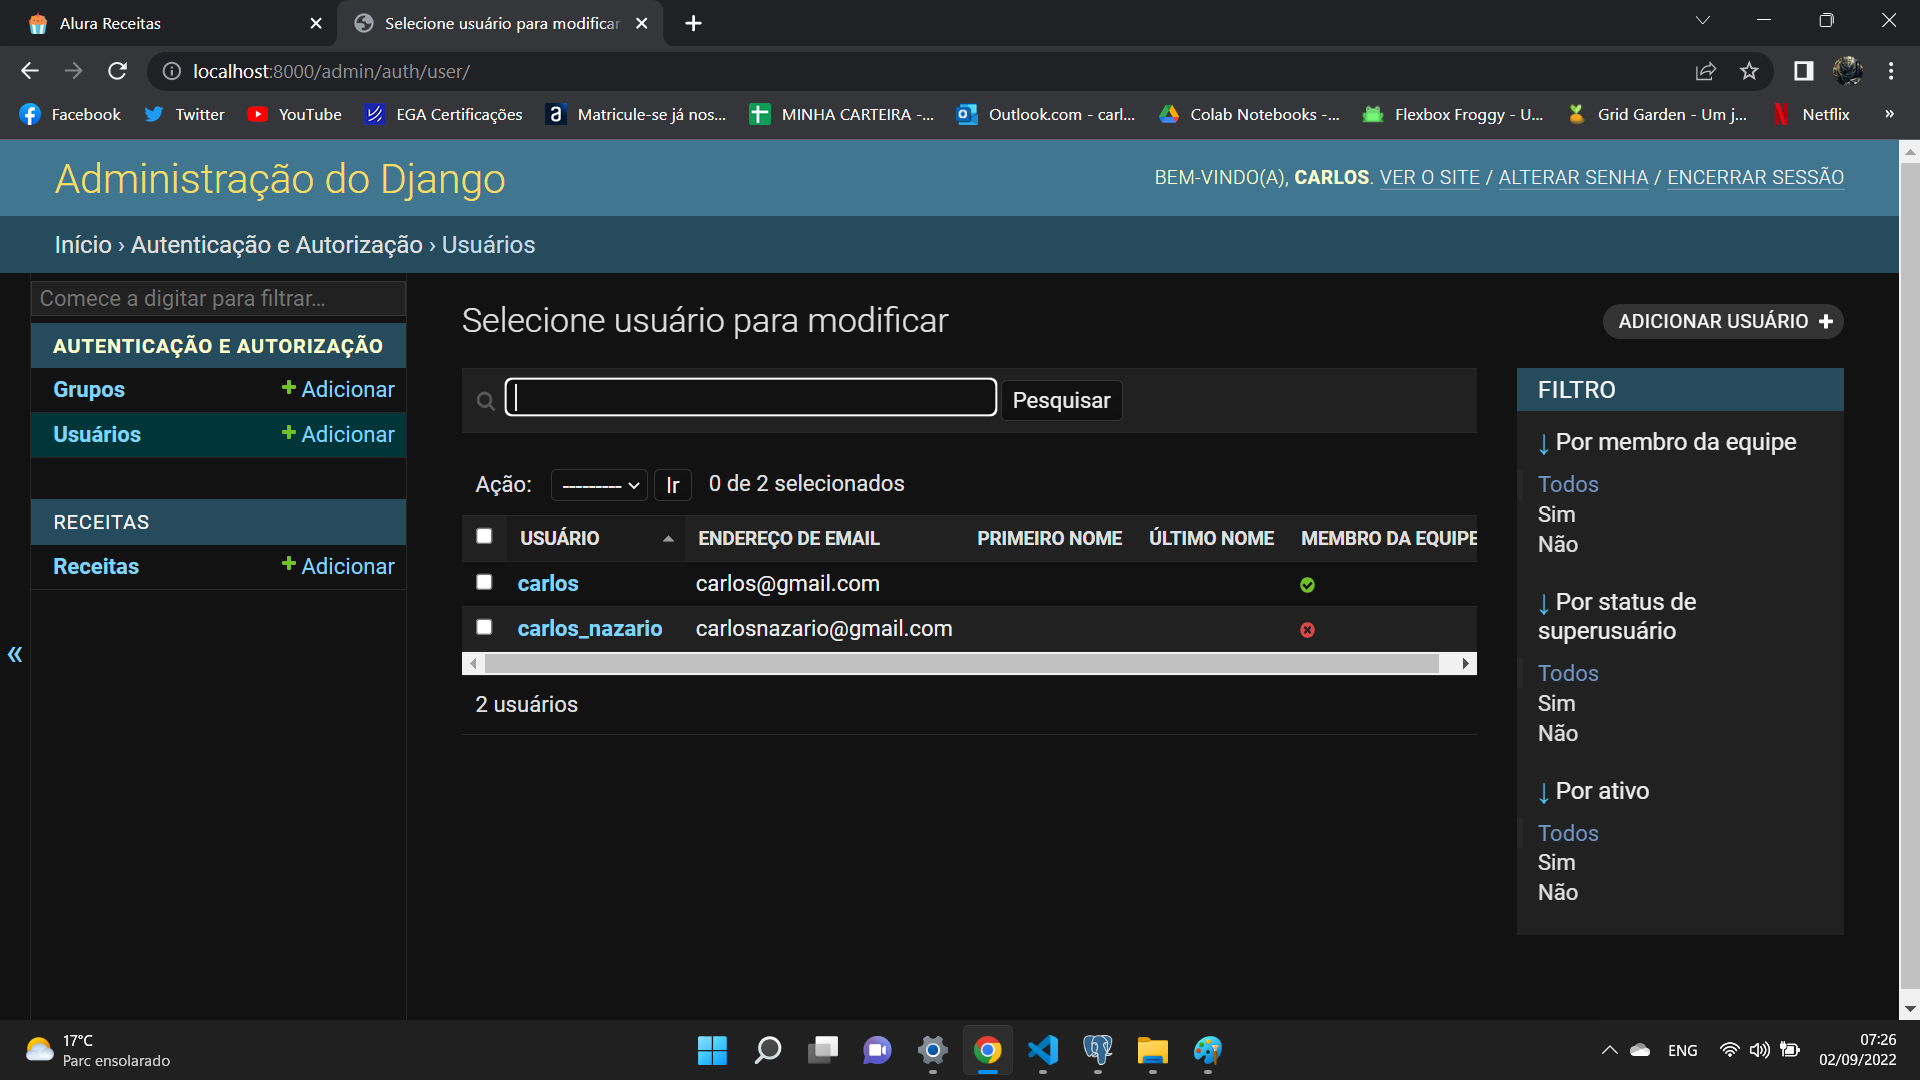 Alura Receitas
Selecione usuário para modificar
localhost:8000/admin/auth/user/
Facebook
Twitter
YouTube
EGA Certificações
Matricule-se já nos...
MINHA CARTEIRA -...
Outlook.com - carl...
Colab Notebooks -...
Flexbox Froggy - U...
Grid Garden - Um j...
Netflix
»
Administração do Django
BEM-VINDO(A), CARLOS. VER O SITE / ALTERAR SENHA / ENCERRAR SESSÃO
Início › Autenticação e Autorização › Usuários
Comece a digitar para filtrar...
AUTENTICAÇÃO E AUTORIZAÇÃO
Grupos + Adicionar
Usuários + Adicionar
RECEITAS
Receitas + Adicionar
«
Selecione usuário para modificar
ADICIONAR USUÁRIO +
Pesquisar
Ação: --------- Ir 0 de 2 selecionados
USUÁRIO ENDEREÇO DE EMAIL PRIMEIRO NOME ÚLTIMO NOME MEMBRO DA EQUIPE
carlos carlos@gmail.com
carlos_nazario carlosnazario@gmail.com
2 usuários
FILTRO
↓ Por membro da equipe
Todos
Sim
Não
↓ Por status de
superusuário
Todos
Sim
Não
↓ Por ativo
Todos
Sim
Não
17°C
Parc ensolarado
ENG
07:26
02/09/2022